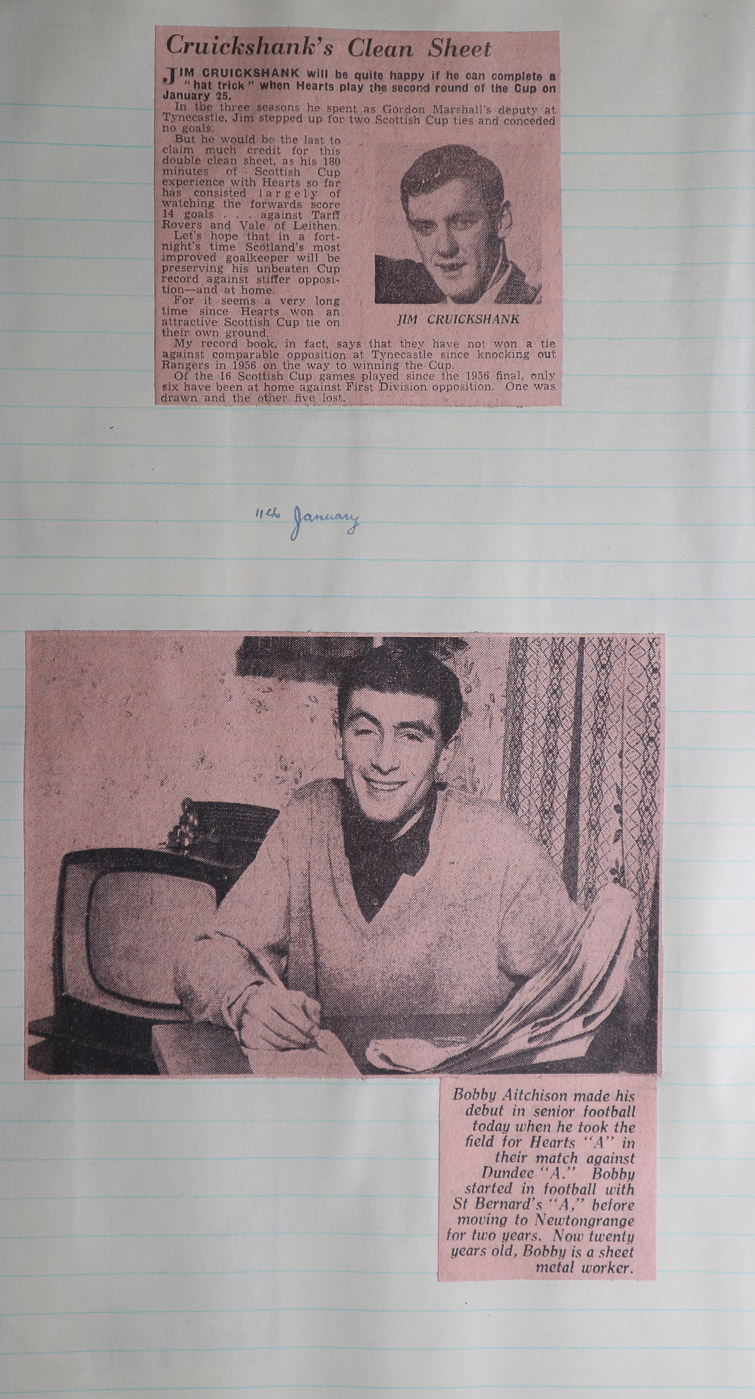 Cruickshank's Clean Sheet
JIM CRUICKSHANK will be quite happy if he can complete a
"hat trick" when Hearts play the second round of the Cup on
January 25.
In the three seasons he spent as Gordon Marshall's deputy at
Tynecastle, Jim stepped up for two Scottish Cup ties and conceded
no goals.
But he would be the last to
claim much credit for this
double clean sheet, as his 180
minutes of Scottish Cup
experience with Hearts so far
has consisted largely of
watching the forwards score
14 goals . . . against Tarff
Rovers and Vale of Leithen.
Let's hope that in a fort-
night's time Scotland's most
improved goalkeeper will be
preserving his unbeaten Cup
record against stiffer opposi-
tion—and at home.
For it seems a very long
time since Hearts won an
attractive Scottish Cup tie on
their own ground.
JIM CRUICKSHANK
My record book, in fact, says that they have not won a tie
against comparable opposition at Tynecastle since knocking out
Rangers in 1956 on the way to winning the Cup.
Of the 16 Scottish Cup games played since the 1956 final, only
six have been at home against First Division opposition. One was
drawn and the other five lost.
11th January
Bobby Aitchison made his
debut in senior football
today when he took the
field for Hearts "A" in
their match against
Dundee "A." Bobby
started in football with
St Bernard's "A," before
moving to Newtongrange
for two years. Now twenty
years old, Bobby is a sheet
metal worker.